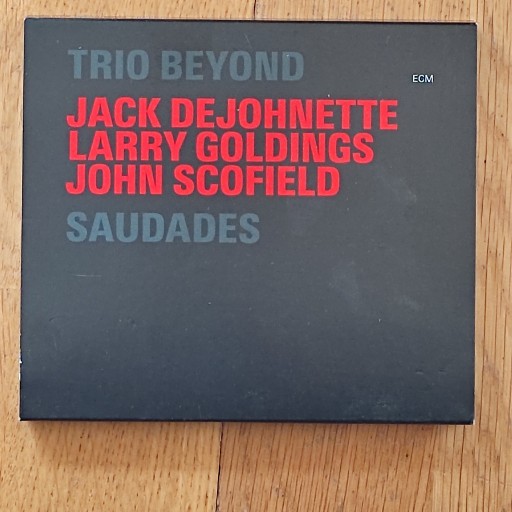 TRIO BEYOND
ECM
JACK DEJOHNETTE
LARRY GOLDINGS
JOHN SCOFIELD
SAUDADES